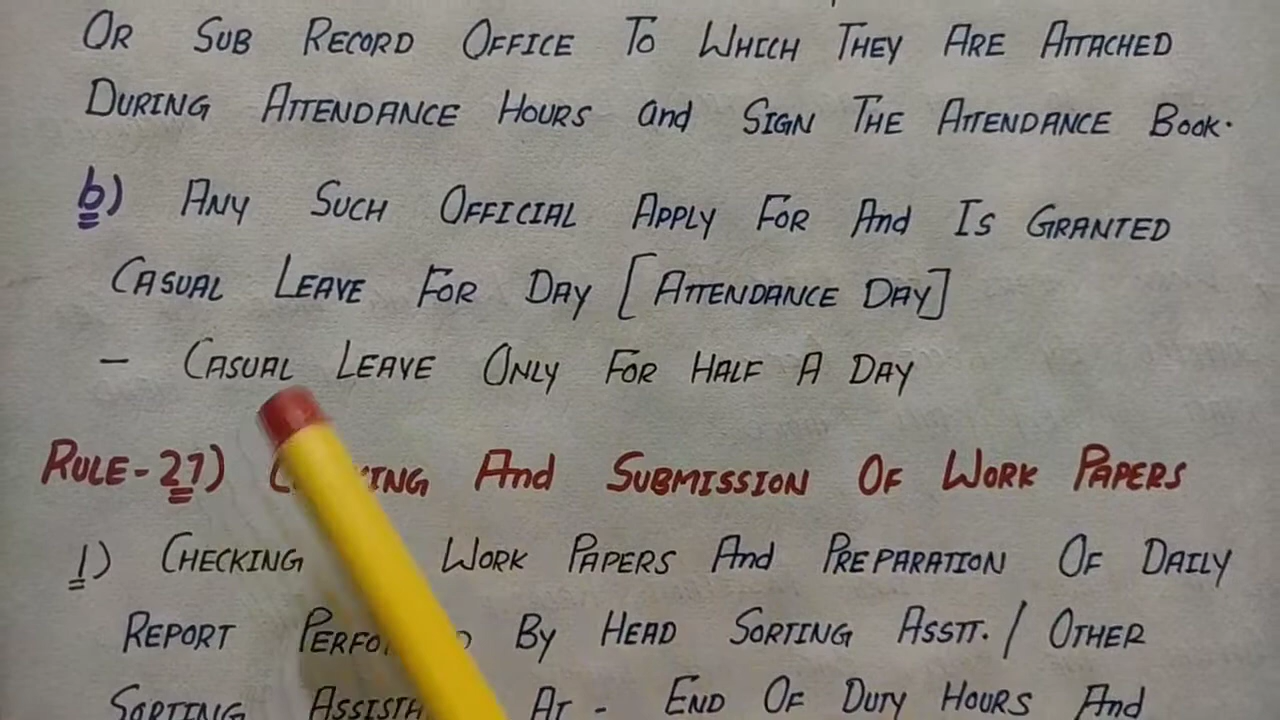 OR SUB RECORD OFFICE TO WHICH THEY ARE ATTACHED
DURING ATTENDANCE HOURS and SIGN THE ATTENDANCE Book.
b) ANY SUCH OFFICIAL APPLY FOR And IS GRANTED
CASUAL LEAVE FOR DAY [ATTENDANCE DAY]
- CASUAL LEAVE ONLY FOR HALF A DAY
RULE-27) And SUBMISSION OF WORK PAPERS
1) CHECKING WORK PAPERS And PREPARATION OF DAILY
REPORT BY HEAD SORTING ASSTT. / OTHER
SORTING AT - END OF DUTY HOURS And